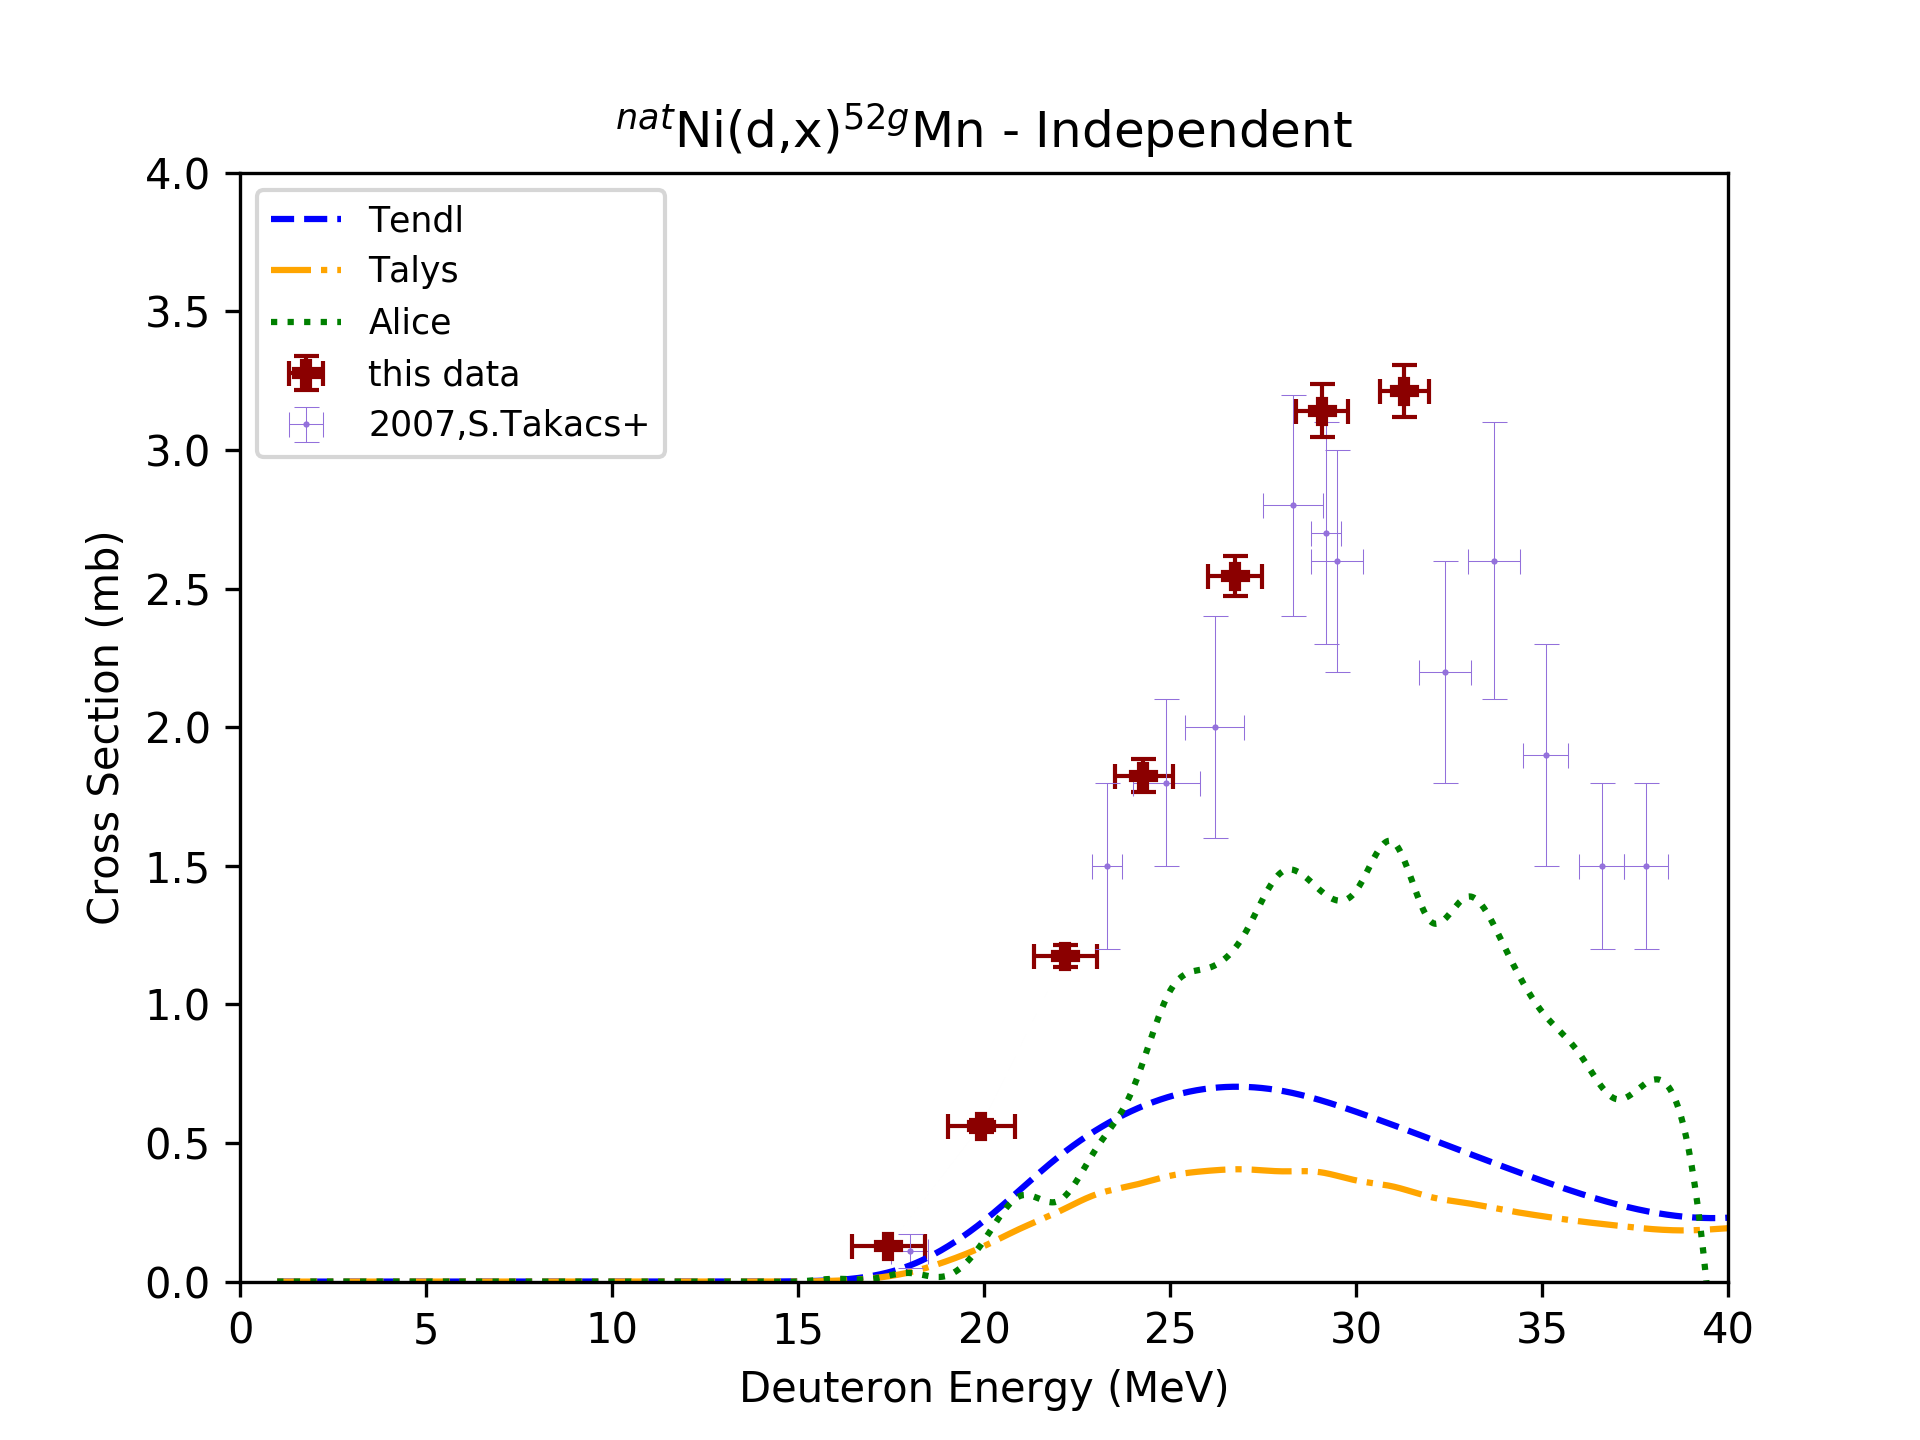 natNi(d,x)52gMn - Independent
4.0
3.5
3.0
2.5
2.0
1.5
1.0
0.5
0.0
Cross Section (mb)
Tendl
Talys
Alice
this data
2007,S.Takacs+
0 5 10 15 20 25 30 35 40
Deuteron Energy (MeV)